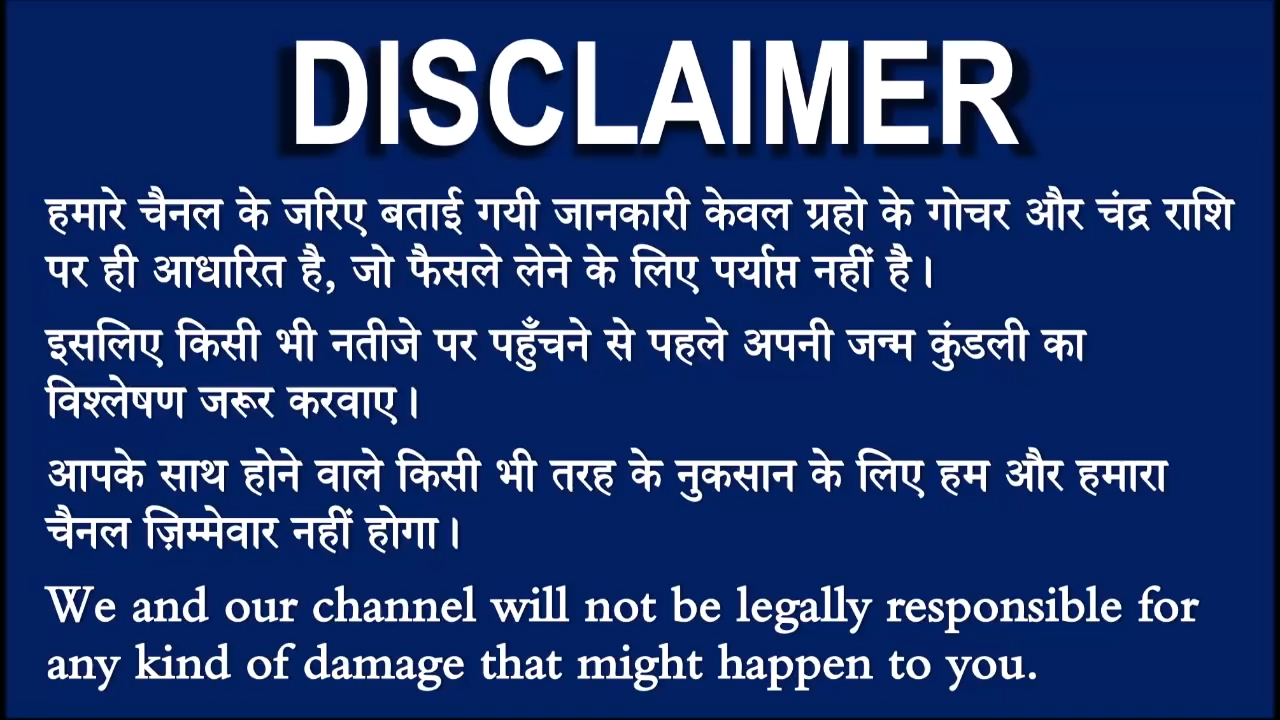 DISCLAIMER
हमारे चैनल के जरिए बताई गयी जानकारी केवल ग्रहो के गोचर और चंद्र राशि
पर ही आधारित है, जो फैसले लेने के लिए पर्याप्त नहीं है।
इसलिए किसी भी नतीजे पर पहुँचने से पहले अपनी जन्म कुंडली का
विश्लेषण जरूर करवाए।
आपके साथ होने वाले किसी भी तरह के नुकसान के लिए हम और हमारा
चैनल ज़िम्मेवार नहीं होगा।
We and our channel will not be legally responsible for
any kind of damage that might happen to you.